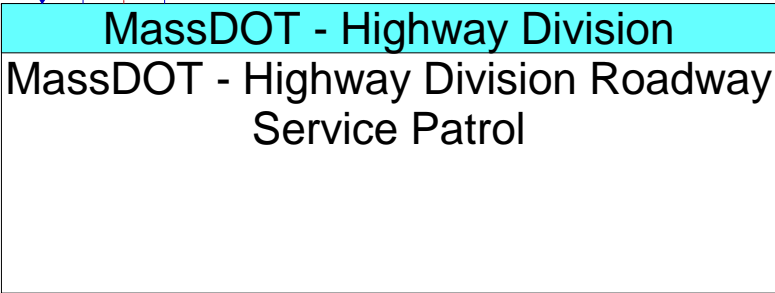 MassDOT - Highway Division
MassDOT - Highway Division Roadway
Service Patrol